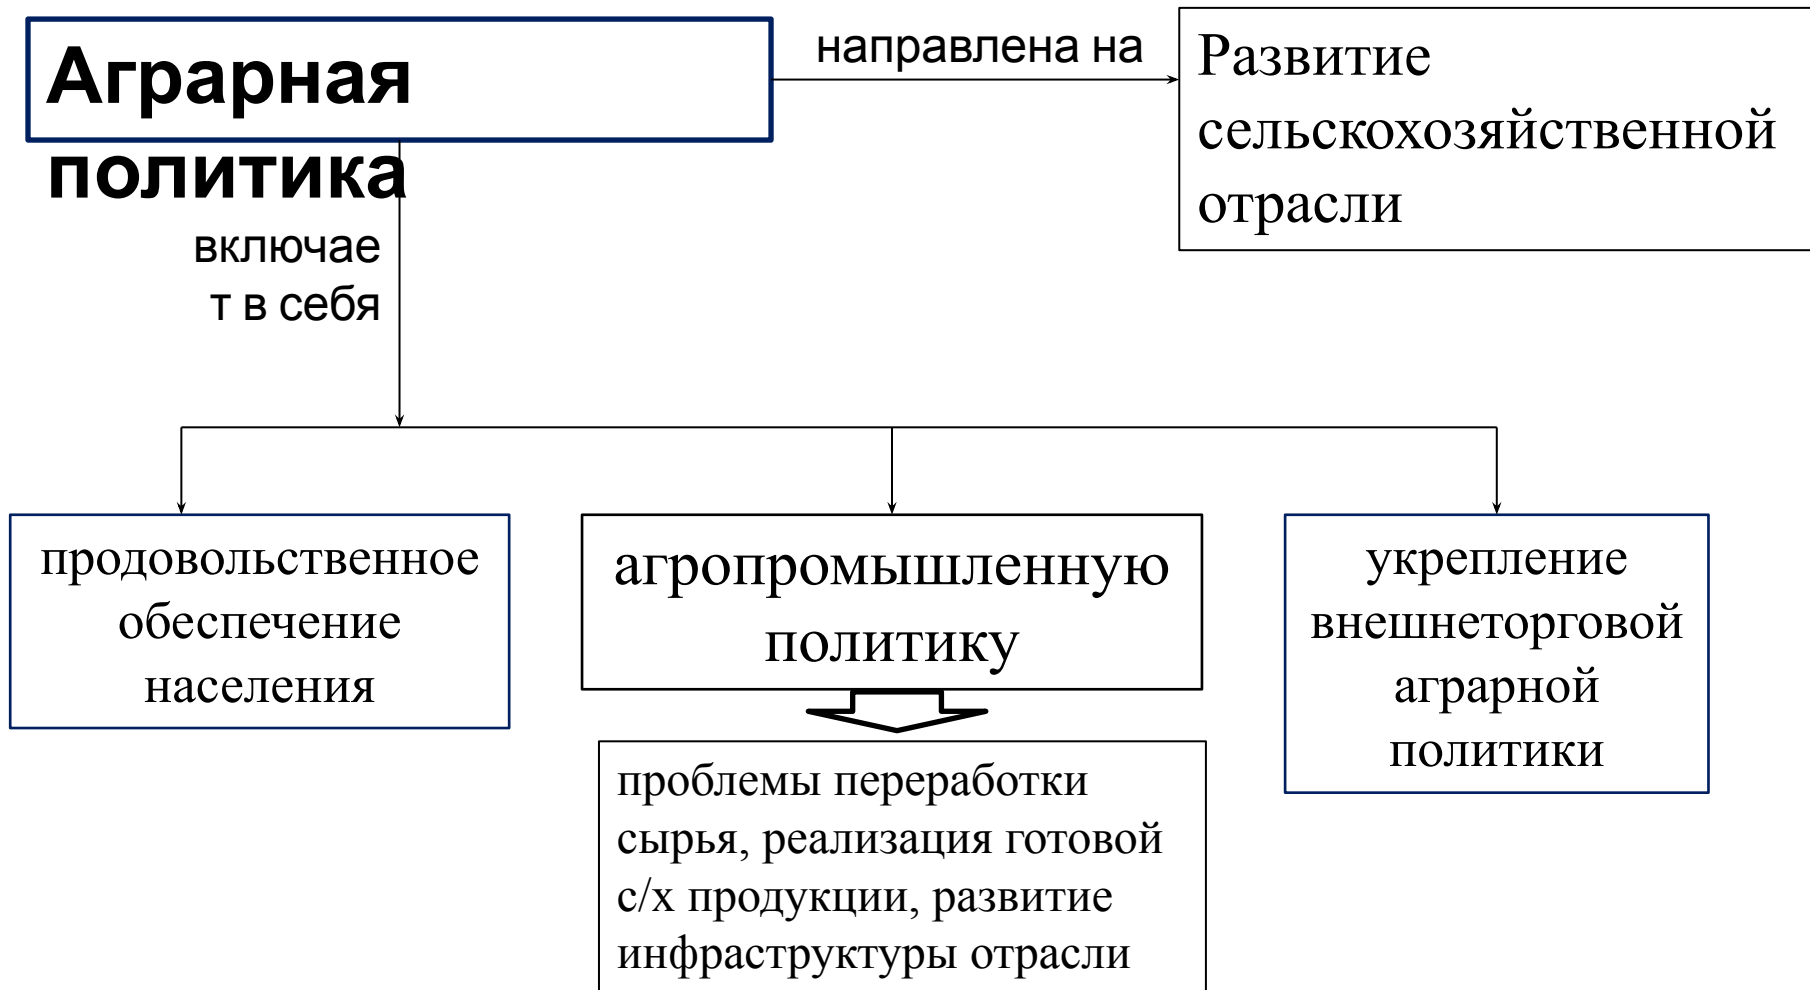 Аграрная
политика
направлена на
Развитие
сельскохозяйственной
отрасли
включае
т в себя
продовольственное
обеспечение
населения
агропромышленную
политику
укрепление
внешнеторговой
аграрной
политики
проблемы переработки
сырья, реализация готовой
с/х продукции, развитие
инфраструктуры отрасли